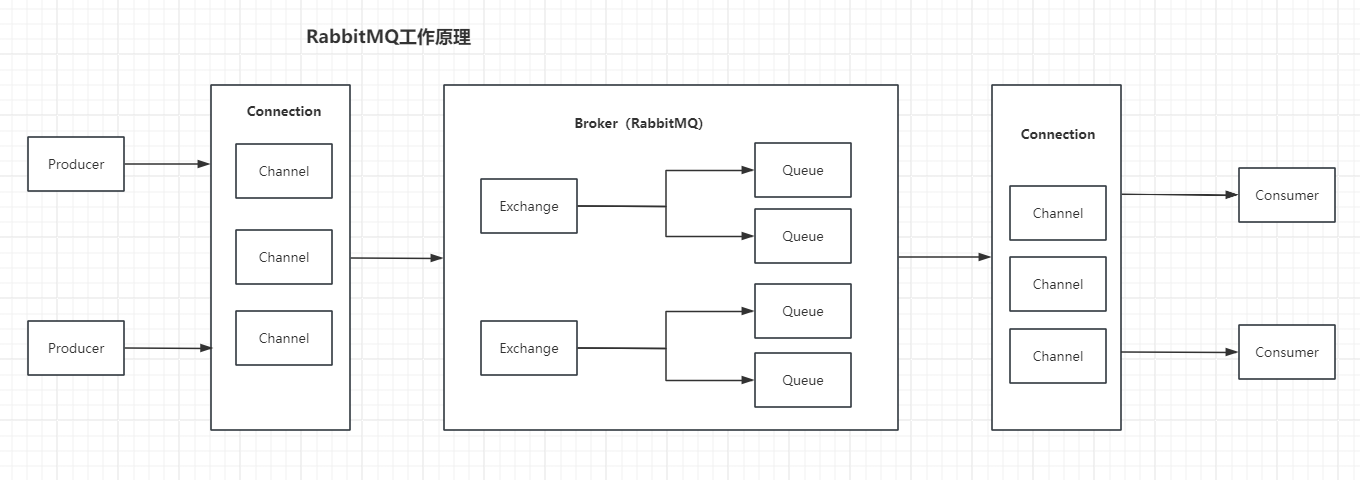 RabbitMQ工作原理
Connection
Producer
Channel
Channel
Producer
Channel
Broker（RabbitMQ）
Exchange
Queue
Queue
Exchange
Queue
Queue
Connection
Channel
Channel
Channel
Consumer
Consumer